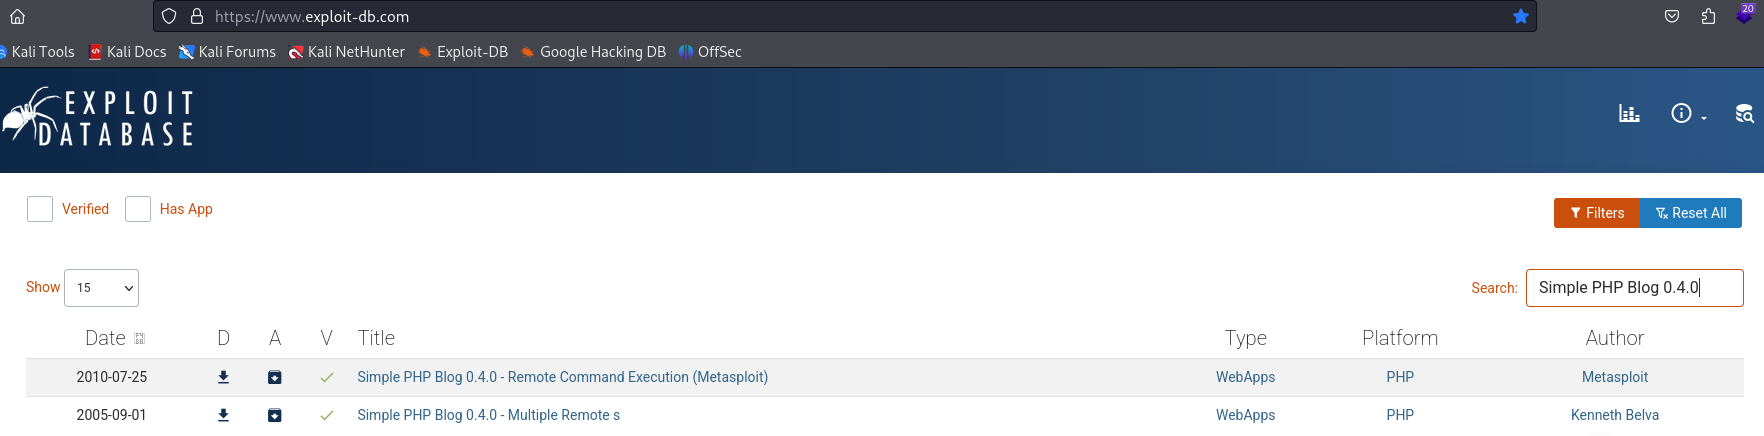 https://www.exploit-db.com
20
Kali Tools Kali Docs Kali Forums Kali NetHunter Exploit-DB Google Hacking DB OffSec
EXPLOIT
DATABASE
Verified Has App
Filters Reset All
Show 15
Search: Simple PHP Blog 0.4.0
Date D A V Title Type Platform Author
2010-07-25 Simple PHP Blog 0.4.0 - Remote Command Execution (Metasploit) WebApps PHP Metasploit
2005-09-01 Simple PHP Blog 0.4.0 - Multiple Remote s WebApps PHP Kenneth Belva